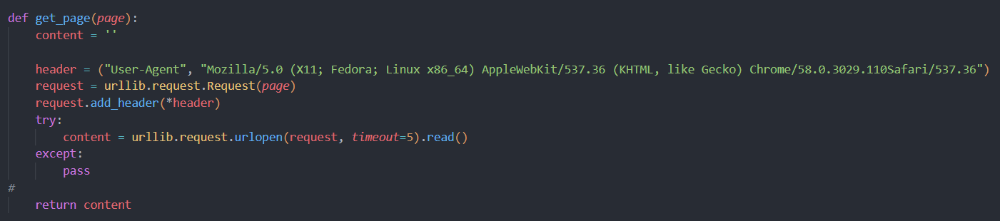 def get_page(page):
    content = ''
    header = ("User-Agent", "Mozilla/5.0 (X11; Fedora; Linux x86_64) AppleWebKit/537.36 (KHTML, like Gecko) Chrome/58.0.3029.110Safari/537.36")
    request = urllib.request.Request(page)
    request.add_header(*header)
    try:
        content = urllib.request.urlopen(request, timeout=5).read()
    except:
        pass
#
    return content